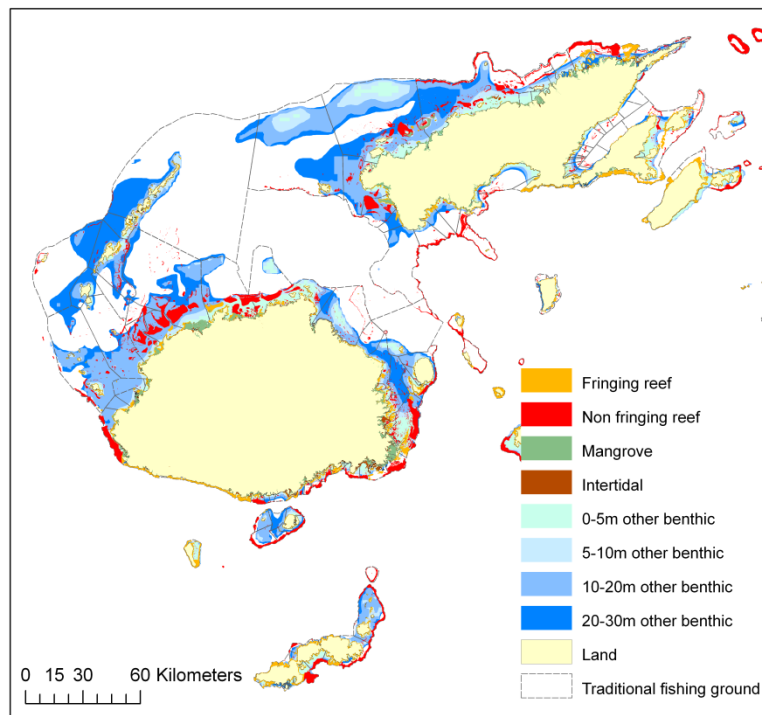 Fringing reef
Non fringing reef
Mangrove
Intertidal
0-5m other benthic
5-10m other benthic
10-20m other benthic
20-30m other benthic
Land
Traditional fishing ground
0 15 30 60 Kilometers